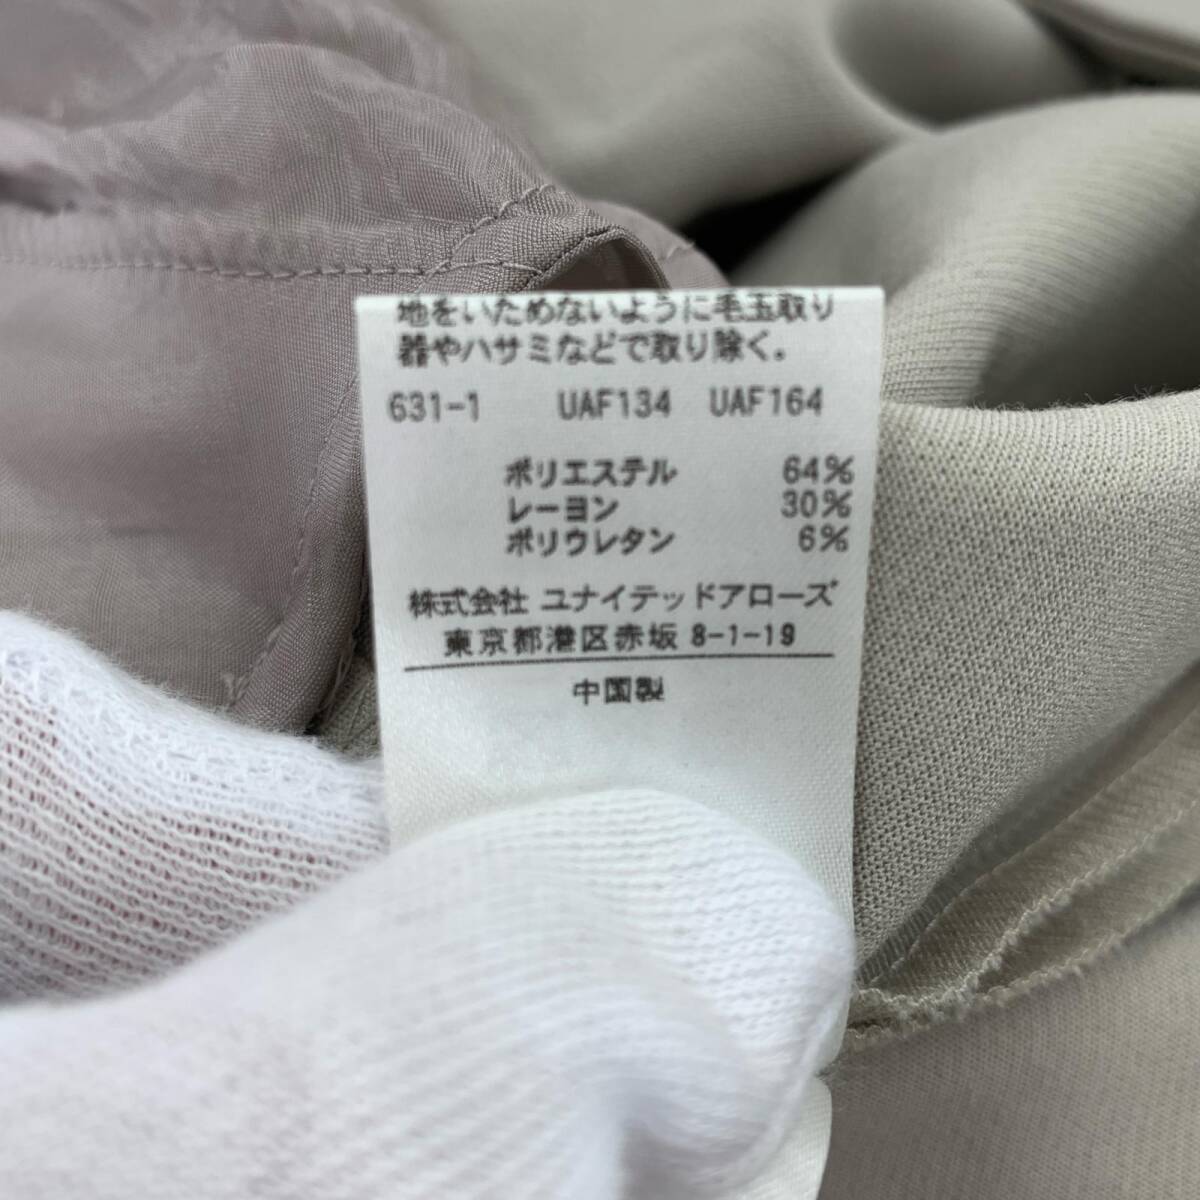 地をいためないように毛玉取り
器やハサミなどで取り除く。
631-1 UAF134 UAF164
ポリエステル 64%
レーヨン 30%
ポリウレタン 6%
株式会社 ユナイテッドアローズ
東京都港区赤坂 8-1-19
中国製